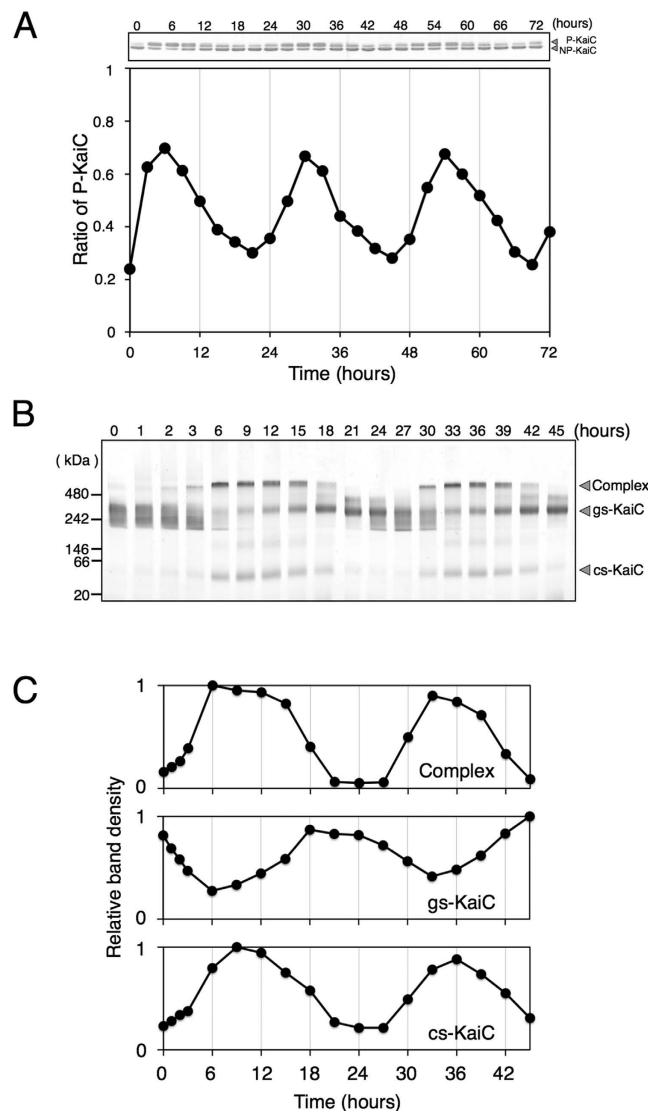 A
0 6 12 18 24 30 36 42 48 54 60 66 72 (hours)
P-KaiC
NP-KaiC
1
0.8
0.6
0.4
0.2
0
Ratio of P-KaiC
0 12 24 36 48 60 72
Time (hours)
B
0 1 2 3 6 9 12 15 18 21 24 27 30 33 36 39 42 45 (hours)
( kDa )
480
242
146
66
20
Complex
gs-KaiC
cs-KaiC
C
1
0
Complex
1
0
gs-KaiC
1
0
cs-KaiC
Relative band density
0 6 12 18 24 30 36 42
Time (hours)